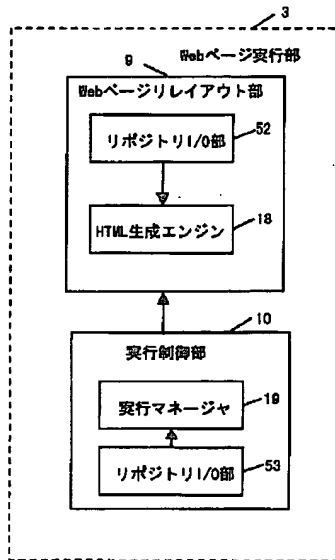 3
Webページ実行部
9
Webページリレイアウト部
リポジトリI/O部
52
HTML生成エンジン
18
10
実行制御部
実行マネージャ
19
リポジトリI/O部
53